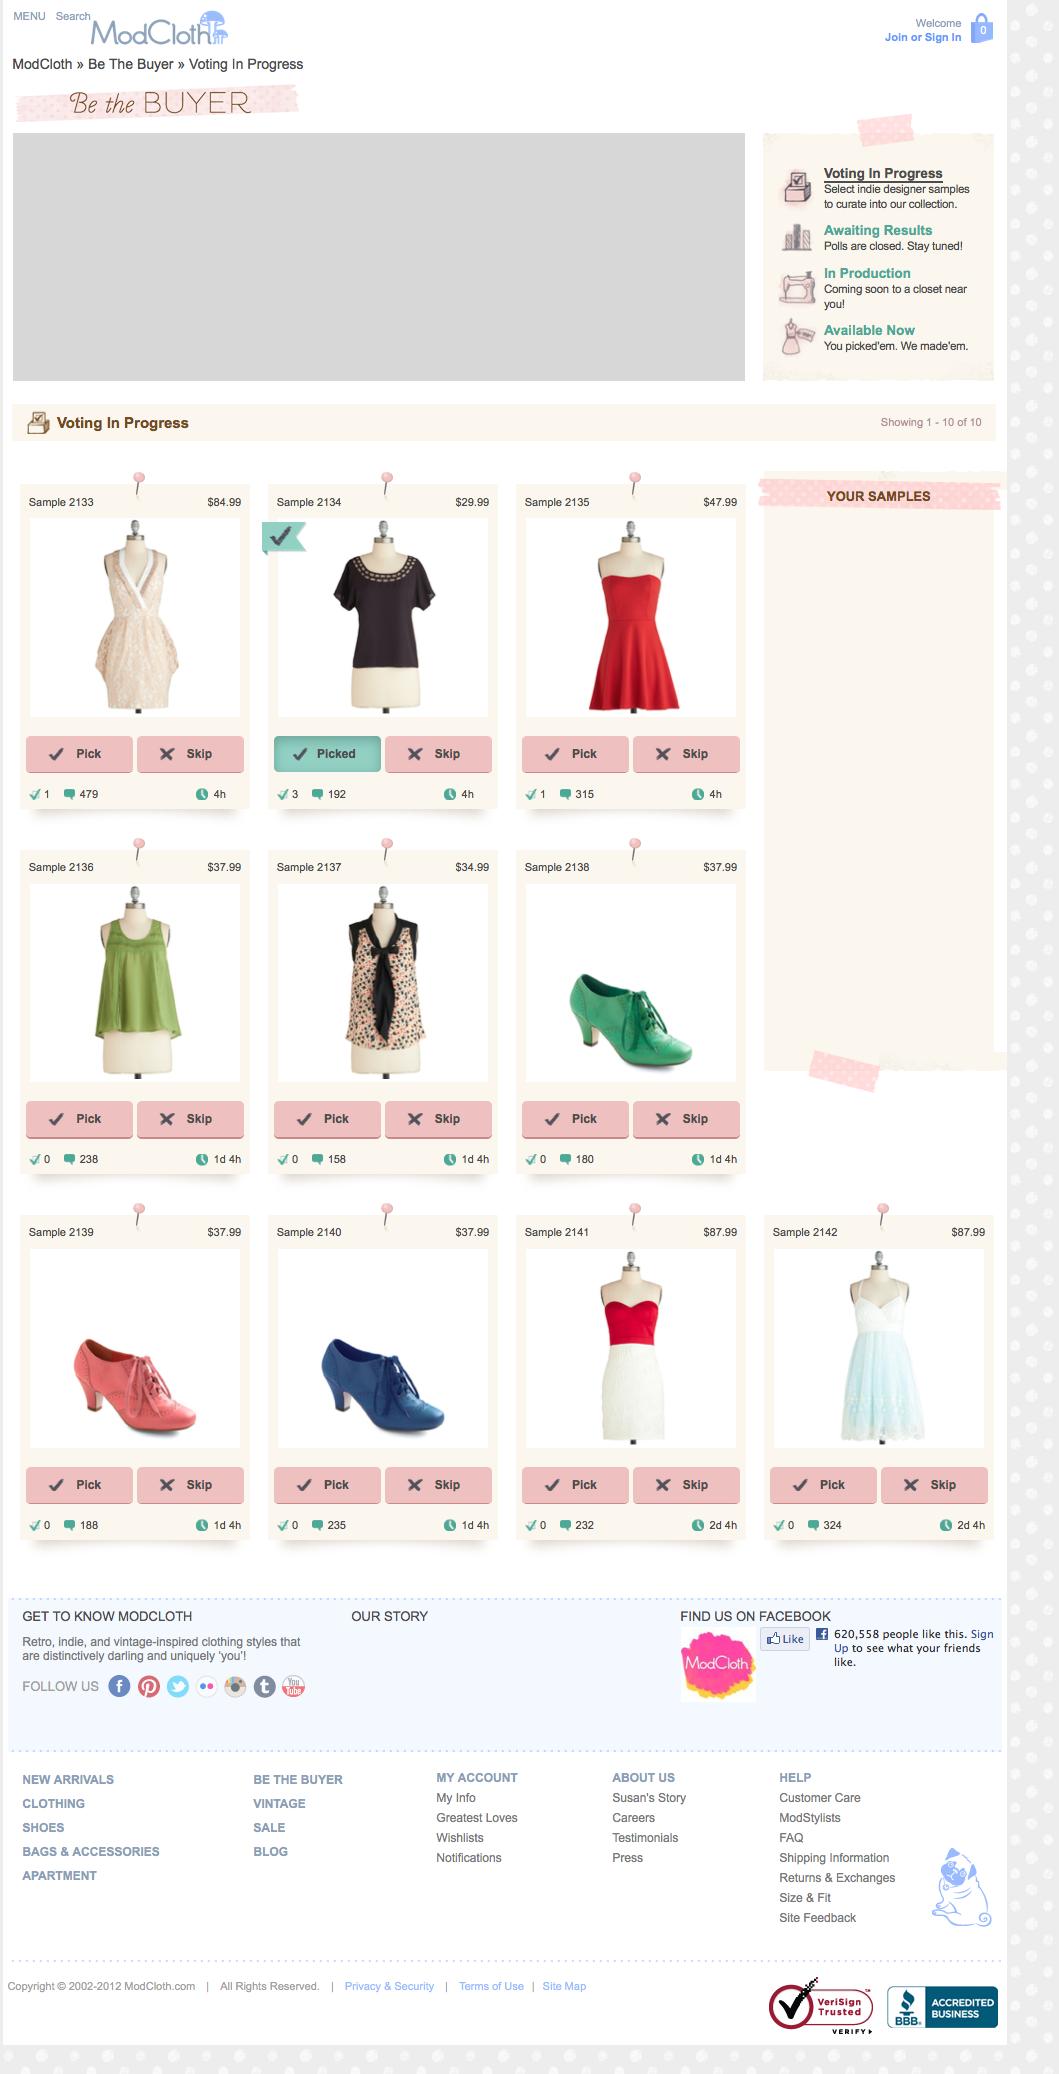 MENU Search
ModCloth
Welcome
Join or Sign In
0
ModCloth » Be The Buyer » Voting In Progress
Be the BUYER
Voting In Progress
Select indie designer samples
to curate into our collection.
Awaiting Results
Polls are closed. Stay tuned!
In Production
Coming soon to a closet near
you!
Available Now
You picked'em. We made'em.
Voting In Progress
Showing 1 - 10 of 10
Sample 2133 $84.99
Pick Skip
1 479 4h
Sample 2134 $29.99
Picked Skip
3 192 4h
Sample 2135 $47.99
Pick Skip
1 315 4h
YOUR SAMPLES
Sample 2136 $37.99
Pick Skip
0 238 1d 4h
Sample 2137 $34.99
Pick Skip
0 158 1d 4h
Sample 2138 $37.99
Pick Skip
0 180 1d 4h
Sample 2139 $37.99
Pick Skip
0 188 1d 4h
Sample 2140 $37.99
Pick Skip
0 235 1d 4h
Sample 2141 $87.99
Pick Skip
0 232 2d 4h
Sample 2142 $87.99
Pick Skip
0 324 2d 4h
GET TO KNOW MODCLOTH
Retro, indie, and vintage-inspired clothing styles that
are distinctively darling and uniquely ‘you’!
FOLLOW US
You
Tube
OUR STORY
FIND US ON FACEBOOK
ModCloth
Like
620,558 people like this. Sign
Up to see what your friends
like.
NEW ARRIVALS
CLOTHING
SHOES
BAGS & ACCESSORIES
APARTMENT
BE THE BUYER
VINTAGE
SALE
BLOG
MY ACCOUNT
My Info
Greatest Loves
Wishlists
Notifications
ABOUT US
Susan's Story
Careers
Testimonials
Press
HELP
Customer Care
ModStylists
FAQ
Shipping Information
Returns & Exchanges
Size & Fit
Site Feedback
Copyright © 2002-2012 ModCloth.com | All Rights Reserved. | Privacy & Security | Terms of Use | Site Map
VeriSign
Trusted
VERIFY
BBB.
ACCREDITED
BUSINESS